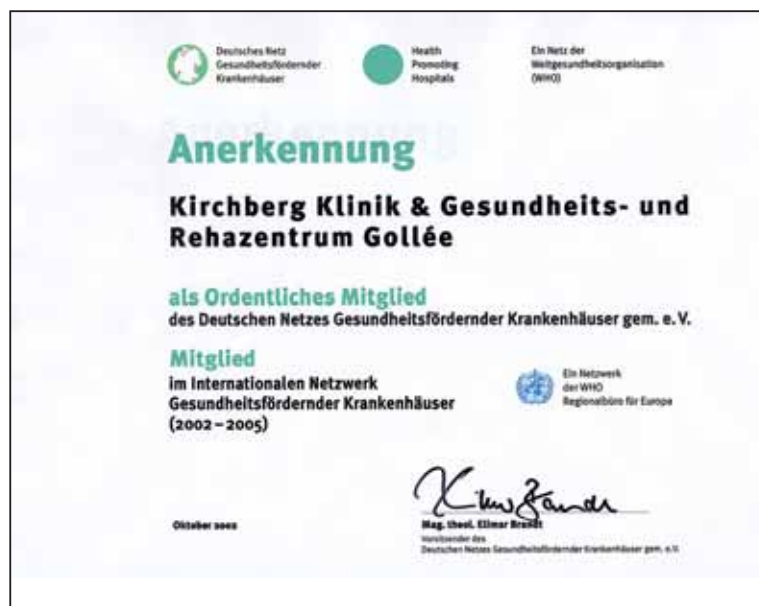 Deutsches Netz
Gesundheitsfördernder
Krankenhäuser
Health
Promoting
Hospitals
Ein Netz der
Weltgesundheitsorganisation
(WHO)
Anerkennung
Kirchberg Klinik & Gesundheits- und
Rehazentrum Gollée
als Ordentliches Mitglied
des Deutschen Netzes Gesundheitsfördernder Krankenhäuser gem. e.V.
Mitglied
im Internationalen Netzwerk
Gesundheitsfördernder Krankenhäuser
(2002–2005)
Ein Netzwerk
der WHO
Regionalbüro für Europa
Oktober 2002
Mag. theol. Elimar Brandt
Vorsitzender des
Deutschen Netzes Gesundheitsfördernder Krankenhäuser gem. e.V.